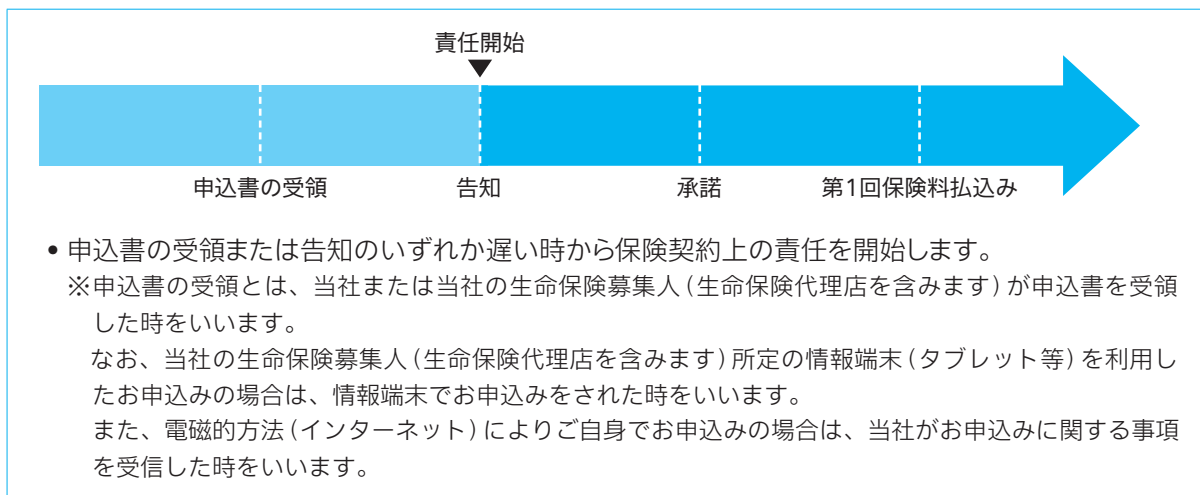 責任開始
申込書の受領 告知 承諾 第1回保険料払込み
• 申込書の受領または告知のいずれか遅い時から保険契約上の責任を開始します。
※申込書の受領とは、当社または当社の生命保険募集人(生命保険代理店を含みます)が申込書を受領
した時をいいます。
なお、当社の生命保険募集人(生命保険代理店を含みます)所定の情報端末(タブレット等)を利用し
たお申込みの場合は、情報端末でお申込みをされた時をいいます。
また、電磁的方法(インターネット)によりご自身でお申込みの場合は、当社がお申込みに関する事項
を受信した時をいいます。